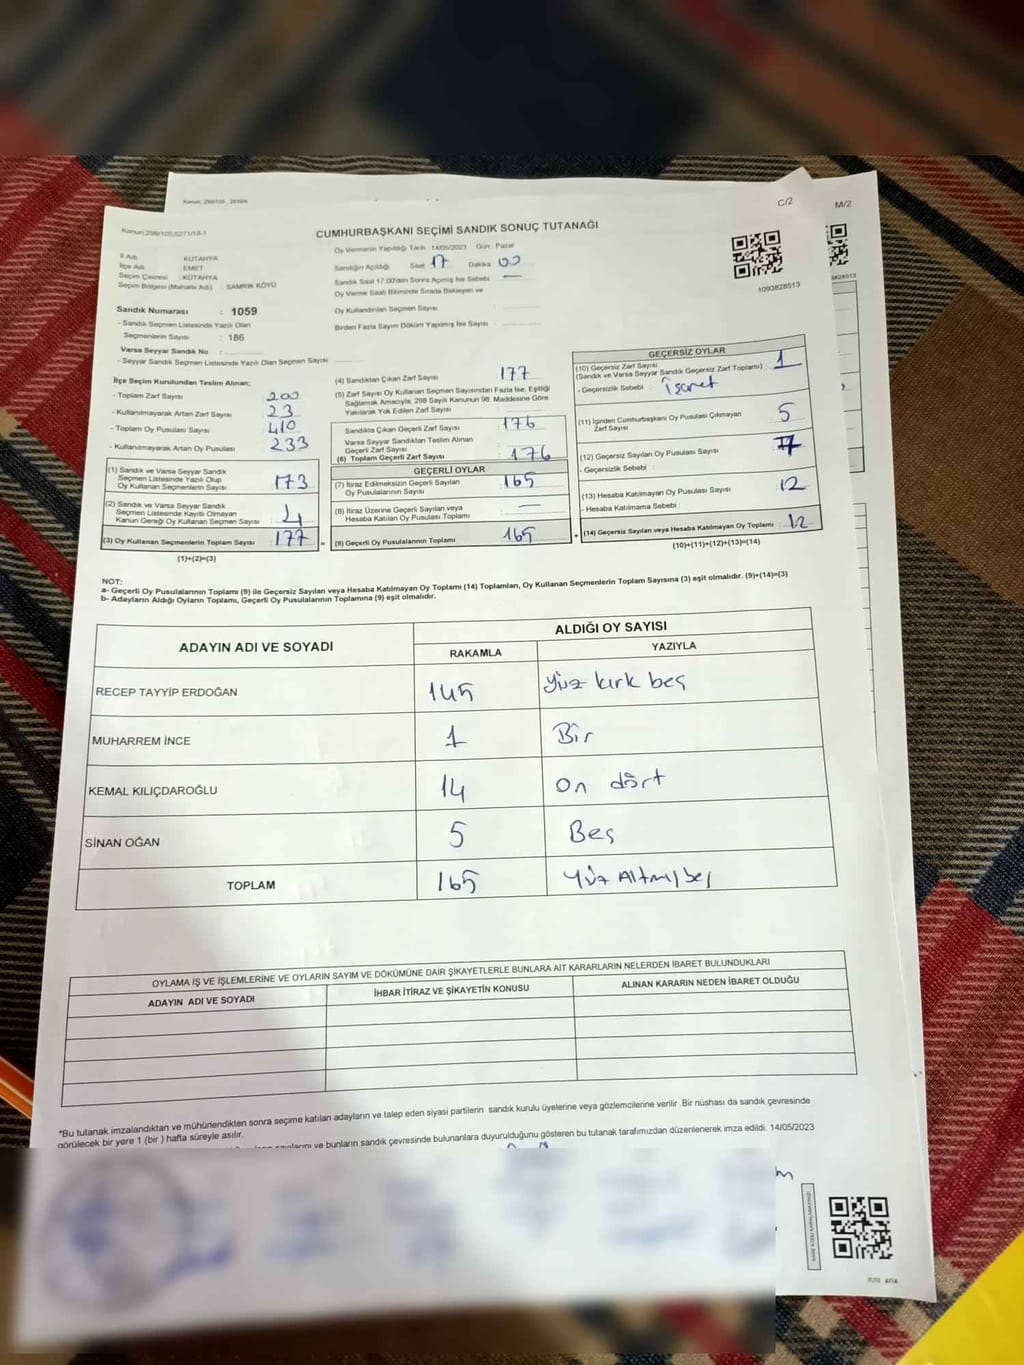 C/2
M/2
CUMHURBAŞKANI SEÇİMİ SANDIK SONUÇ TUTANAĞI
1093828513
İl Adı : KÜTAHYA
İlçe Adı : EMET
Seçim Çevresi : KÜTAHYA
Seçim Bölgesi (Mahalle Adı) SAMRIK KÖYÜ
Oy Vermenin Yapıldığı Tarih : 14/05/2023 Gün : Pazar
Sandığın Açıldığı Saat 17 Dakika 00
Sandık Saat 17.00'den Sonra Açılmış İse Sebebi —
Oy Verme Saati Bitiminde Sırada Bekleyen ve
Oy Kullandırılan Seçmen Sayısı :
Birden Fazla Sayım Döküm Yapılmış İse Sayısı :
Sandık Numarası : 1059
- Sandık Seçmen Listesinde Yazılı Olan
Seçmenlerin Sayısı : 186
Varsa Seyyar Sandık No :
- Seyyar Sandık Seçmen Listesinde Yazılı Olan Seçmen Sayısı
İlçe Seçim Kurulundan Teslim Alınan;
- Toplam Zarf Sayısı : 200
- Kullanılmayarak Artan Zarf Sayısı : 23
- Toplam Oy Pusulası Sayısı : 410
- Kullanılmayarak Artan Oy Pusulası : 233
(1) Sandık ve Varsa Seyyar Sandık
Seçmen Listesinde Yazılı Olup
Oy Kullanan Seçmenlerin Sayısı : 173
(2) Sandık ve Varsa Seyyar Sandık
Seçmen Listesinde Kayıtlı Olmayan
Kanun Gereği Oy Kullanan Seçmen Sayısı : 4
(3) Oy Kullanan Seçmenlerin Toplam Sayısı : 177
(1)+(2)=(3)
(4) Sandıktan Çıkan Zarf Sayısı : 177
(5) Zarf Sayısı Oy Kullanan Seçmen Sayısından Fazla İse, Eşitliği
Sağlamak Amacıyla, 298 Sayılı Kanunun 98. Maddesine Göre
Yakılarak Yok Edilen Zarf Sayısı :
Sandıkta Çıkan Geçerli Zarf Sayısı : 176
Varsa Seyyar Sandıktan Teslim Alınan
Geçerli Zarf Sayısı :
(6) Toplam Geçerli Zarf Sayısı : 176
GEÇERLİ OYLAR
(7) İtiraz Edilmeksizin Geçerli Sayılan
Oy Pusulalarının Sayısı : 165
(8) İtiraz Üzerine Geçerli Sayılan veya
Hesaba Katılan Oy Pusulası Toplamı : —
(9) Geçerli Oy Pusulalarının Toplamı : 165
GEÇERSİZ OYLAR
(10) Geçersiz Zarf Sayısı
(Sandık ve Varsa Seyyar Sandık Geçersiz Zarf Toplamı) : 1
- Geçersizlik Sebebi : İşaret
(11) İçinden Cumhurbaşkanı Oy Pusulası Çıkmayan
Zarf Sayısı : 5
(12) Geçersiz Sayılan Oy Pusulası Sayısı :
- Geçersizlik Sebebi :
(13) Hesaba Katılmayan Oy Pusulası Sayısı : 12
- Hesaba Katılmama Sebebi :
(14) Geçersiz Sayılan veya Hesaba Katılmayan Oy Toplamı : 12
(10)+(11)+(12)+(13)=(14)
NOT:
a- Geçerli Oy Pusulalarının Toplamı (9) ile Geçersiz Sayılan veya Hesaba Katılmayan Oy Toplamı (14) Toplamları, Oy Kullanan Seçmenlerin Toplam Sayısına (3) eşit olmalıdır. (9)+(14)=(3)
b- Adayların Aldığı Oyların Toplamı, Geçerli Oy Pusulalarının Toplamına (9) eşit olmalıdır.
ADAYIN ADI VE SOYADI
ALDIĞI OY SAYISI
RAKAMLA YAZIYLA
RECEP TAYYİP ERDOĞAN 145 Yüz kırk beş
MUHARREM İNCE 1 Bir
KEMAL KILIÇDAROĞLU 14 On dört
SİNAN OĞAN 5 Beş
TOPLAM 165 Yüz Altmış beş
OYLAMA İŞ VE İŞLEMLERİNE VE OYLARIN SAYIM VE DÖKÜMÜNE DAİR ŞİKAYETLERLE BUNLARA AİT KARARLARIN NELERDEN İBARET BULUNDUKLARI
ADAYIN ADI VE SOYADI İHBAR İTİRAZ VE ŞİKAYETİN KONUSU ALINAN KARARIN NEDEN İBARET OLDUĞU
*Bu tutanak imzalandıktan ve mühürlendikten sonra seçime katılan adayların ve talep eden siyasi partilerin sandık kurulu üyelerine veya gözlemcilerine verilir .Bir nüshası da sandık çevresinde
görülecek bir yere 1 (bir ) hafta süreyle asılır.
ve bunların sandık çevresinde bulunanlara duyurulduğunu gösteren bu tutanak tarafımızdan düzenlenerek imza edildi. 14/05/2023